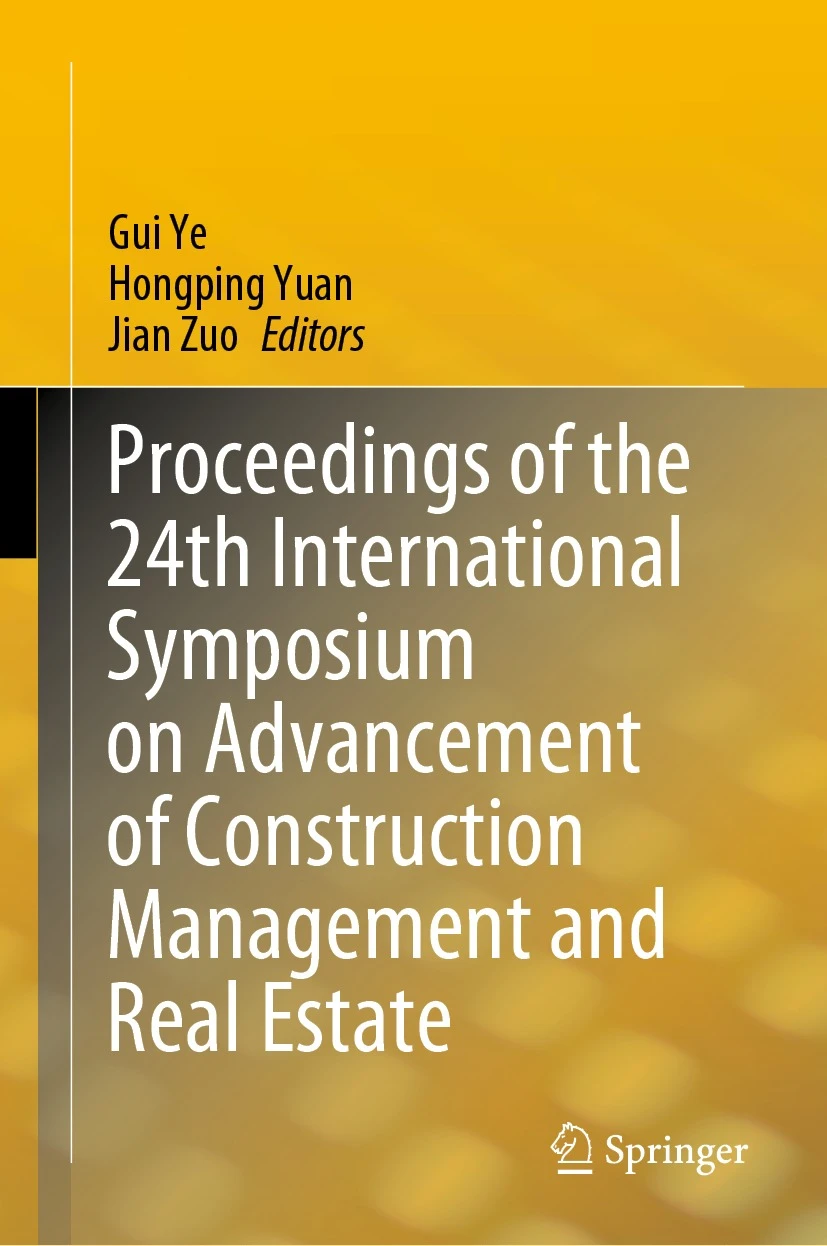 Gui Ye
Hongping Yuan
Jian Zuo Editors
Proceedings of the
24th International
Symposium
on Advancement
of Construction
Management and
Real Estate
Springer